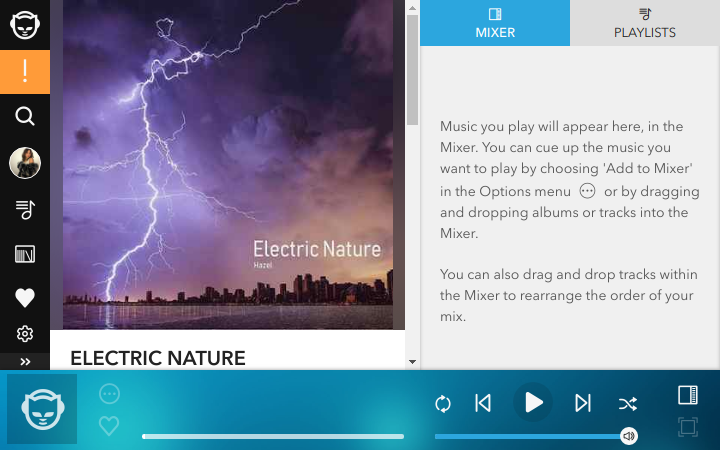 MIXER
PLAYLISTS
Music you play will appear here, in the
Mixer. You can cue up the music you
want to play by choosing 'Add to Mixer'
in the Options menu or by dragging
and dropping albums or tracks into the
Mixer.
You can also drag and drop tracks within
the Mixer to rearrange the order of your
mix.
Electric Nature
Hazel
ELECTRIC NATURE